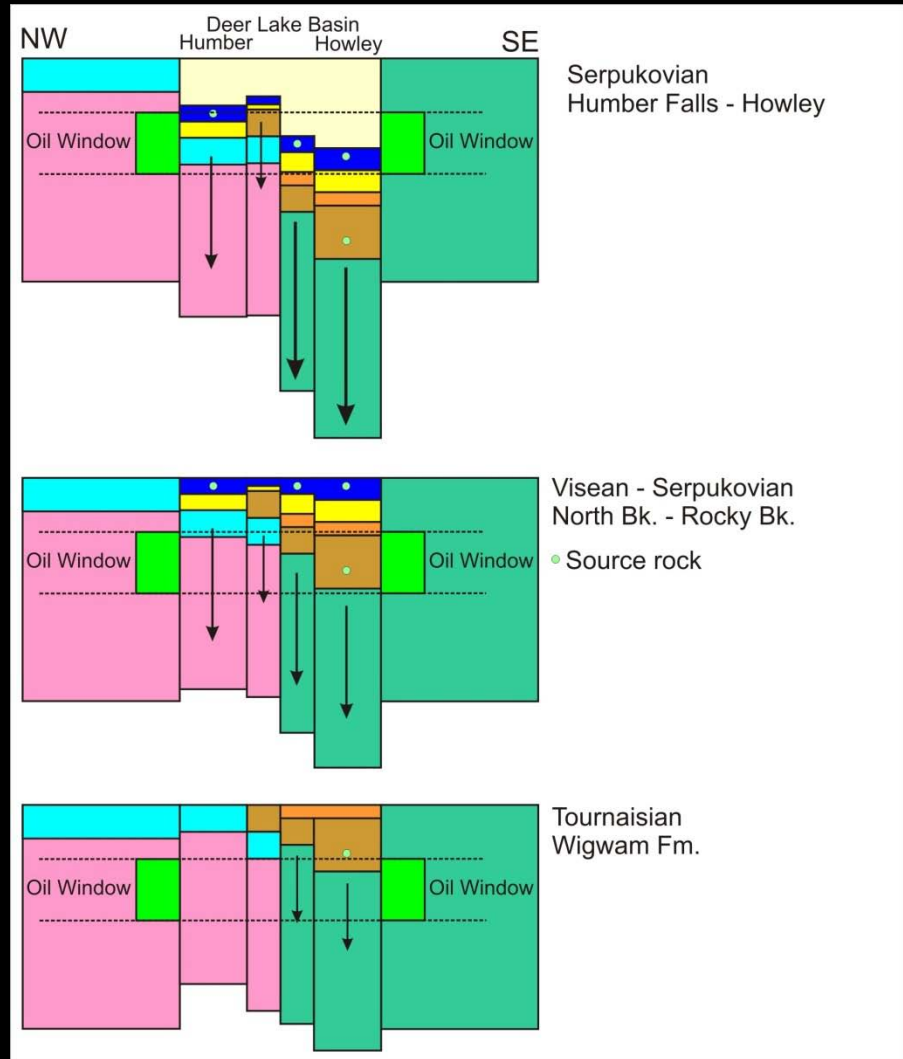 NW
Deer Lake Basin
Humber
Howley
SE
Serpukovian
Humber Falls - Howley
Oil Window
Oil Window
Visean - Serpukovian
North Bk. - Rocky Bk.
Source rock
Oil Window
Oil Window
Tournaisian
Wigwam Fm.
Oil Window
Oil Window